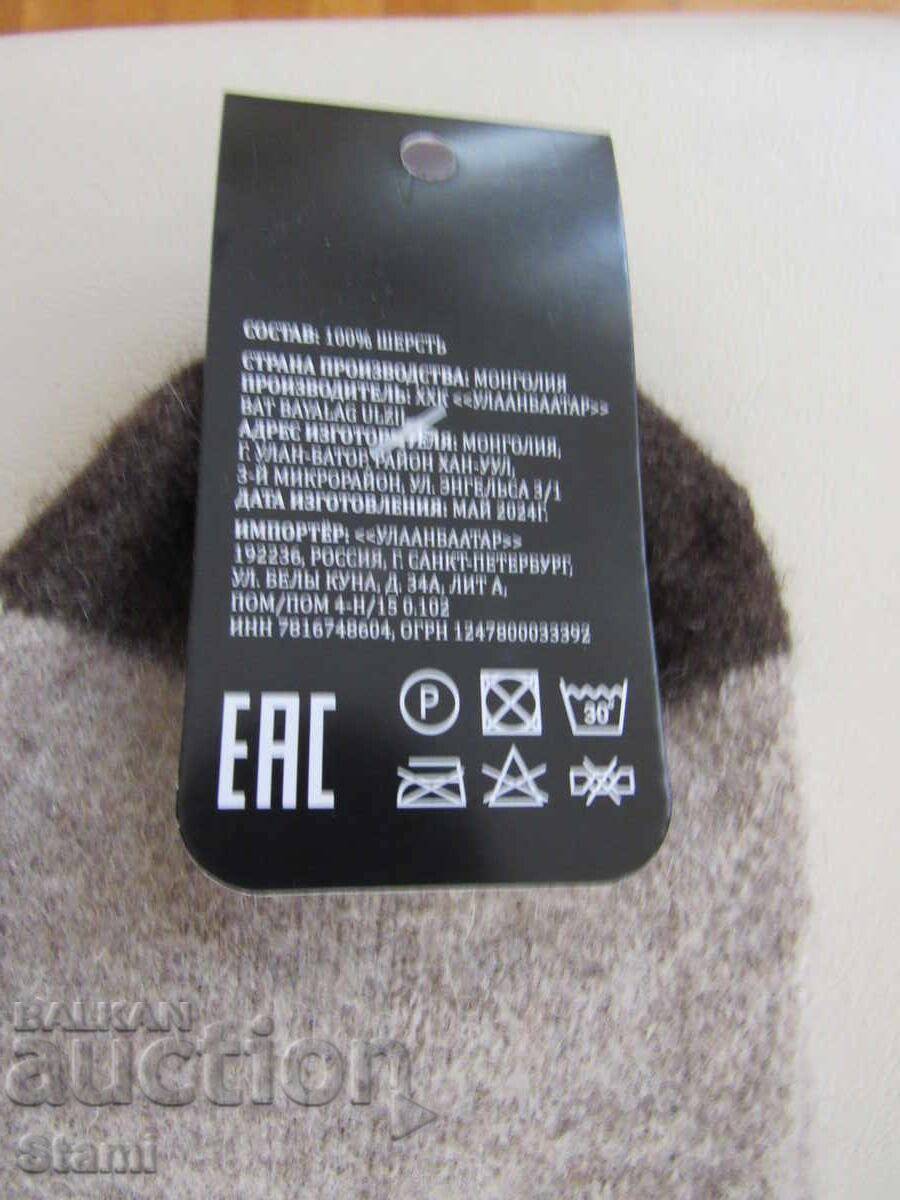 СОСТАВ: 100% ШЕРСТЬ
СТРАНА ПРОИЗВОДСТВА: МОНГОЛИЯ
ПРОИЗВОДИТЕЛЬ: ХХК <<УЛААНБААТАР>>
BAT BAYALAG ULZII
АДРЕС ИЗГОТОВИТЕЛЯ: МОНГОЛИЯ,
Г. УЛАН-БАТОР, РАЙОН ХАН-УУЛ,
3-Й МИКРОРАЙОН, УЛ. ЭНГЕЛЬСА 3/1
ДАТА ИЗГОТОВЛЕНИЯ: МАЙ 2024Г.
ИМПОРТЁР: <<УЛААНБААТАР>>
192236, РОССИЯ, Г. САНКТ-ПЕТЕРБУРГ,
УЛ. БЕЛЫ КУНА, Д. 34А, ЛИТ А,
ПОМ/ПОМ 4-Н/15 0.102
ИНН 7816748604, ОГРН 1247800033392
EAC
P
30°
BALKAN
auction
Stami